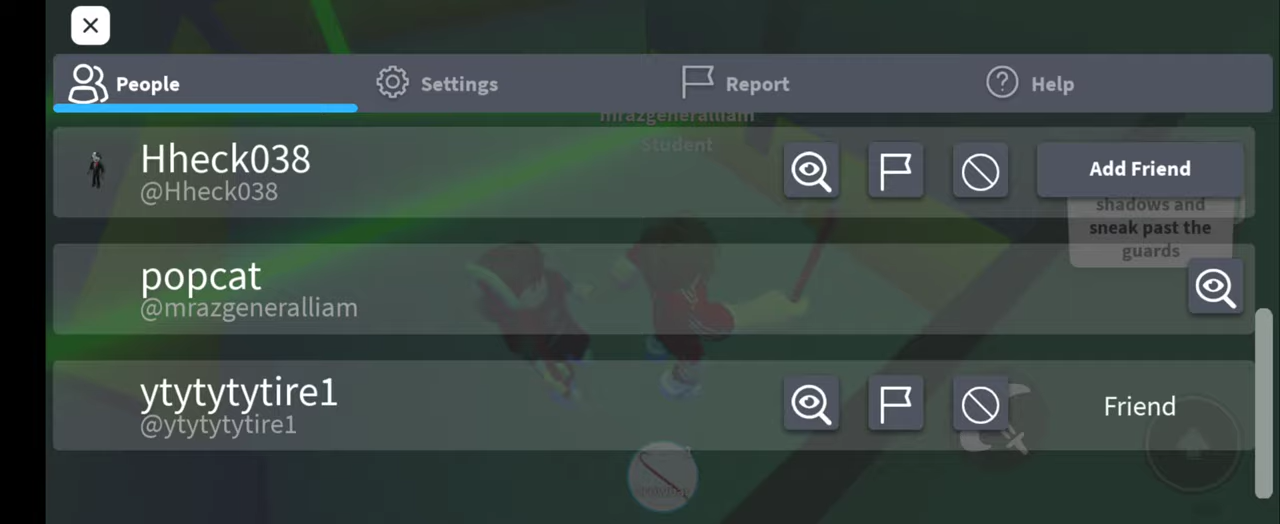 People
Settings
Report
Help
mrazgeneralliam
Student
Hheck038
@Hheck038
Add Friend
shadows and
sneak past the
guards
popcat
@mrazgeneralliam
ytytytytire1
@ytytytytire1
Friend
Crowbar